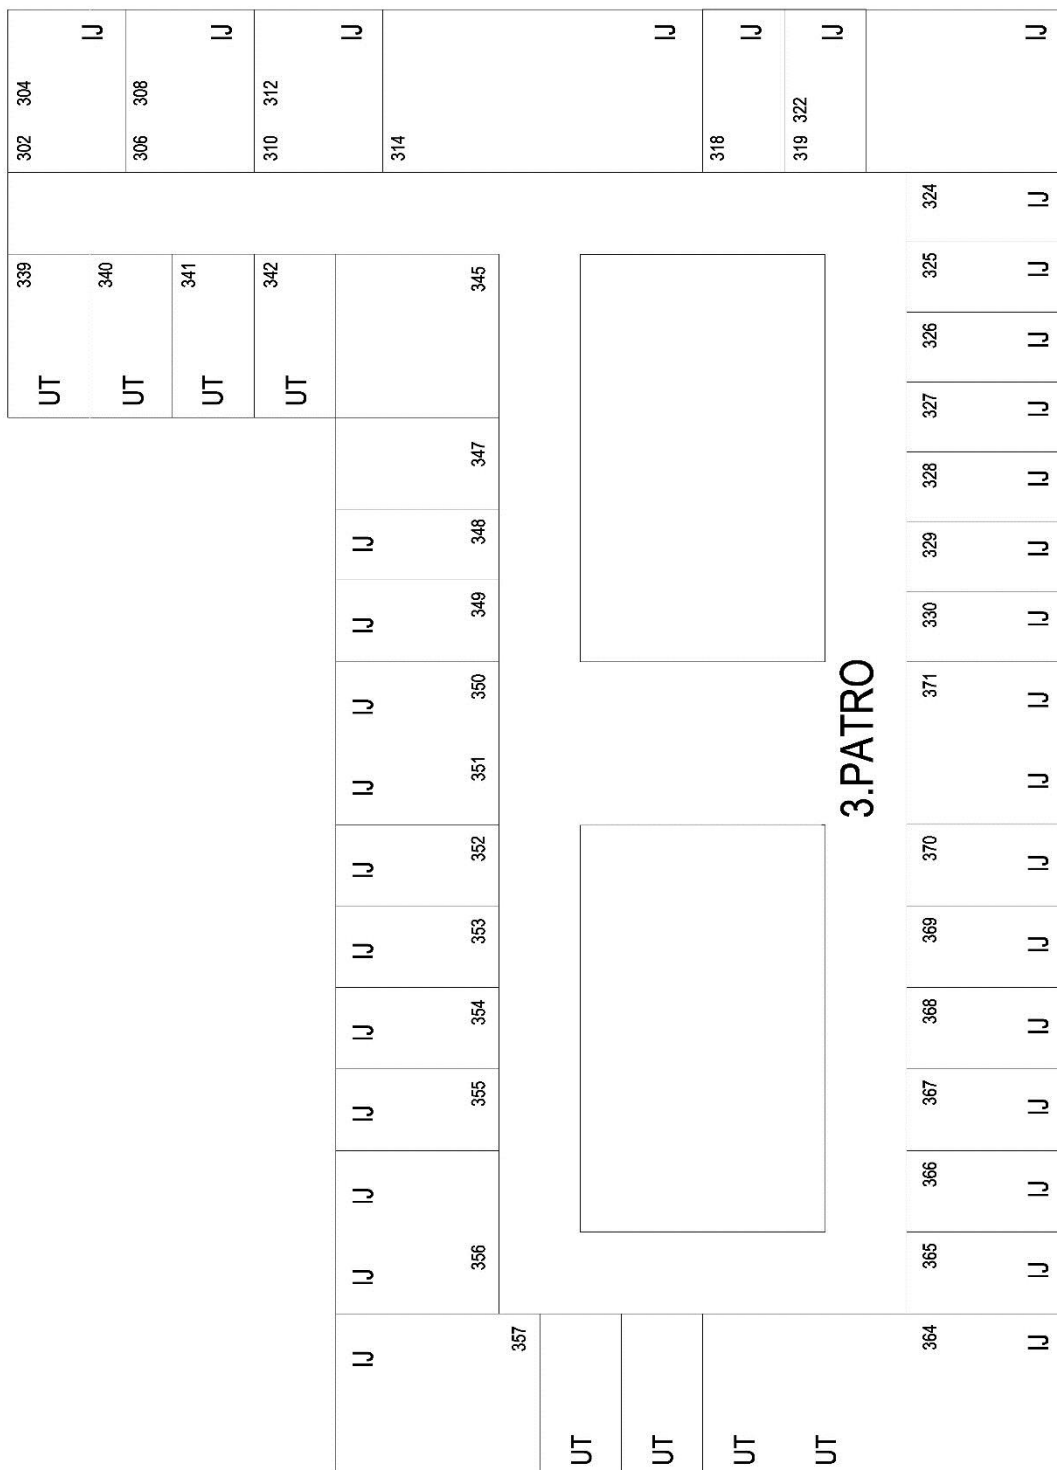 302 304 IJ
306 308 IJ
310 312 IJ
314 IJ
318 IJ
319 322 IJ
IJ
324 IJ
325 IJ
326 IJ
327 IJ
328 IJ
329 IJ
330 IJ
371 IJ
IJ
370 IJ
369 IJ
368 IJ
367 IJ
366 IJ
365 IJ
364 IJ
3.PATRO
UT 339
UT 340
UT 341
UT 342
345
347
IJ 348
IJ 349
IJ 350
IJ 351
IJ 352
IJ 353
IJ 354
IJ 355
IJ
IJ 356
IJ 357
UT
UT
UT
UT